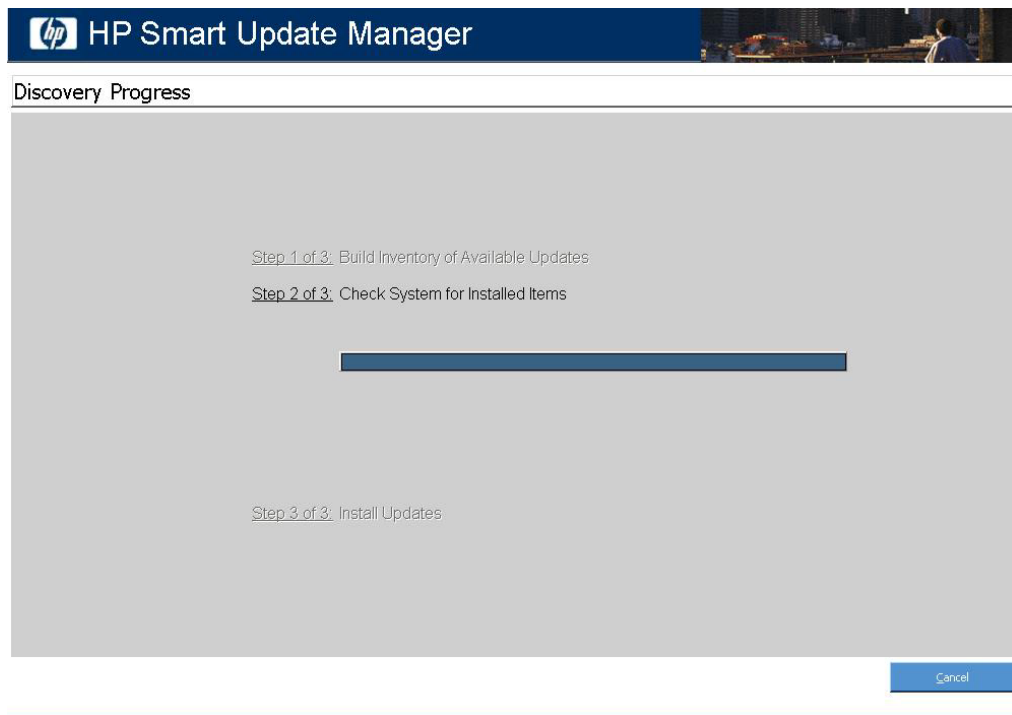 hp HP Smart Update Manager
Discovery Progress
Step 1 of 3: Build Inventory of Available Updates
Step 2 of 3: Check System for Installed Items
Step 3 of 3: Install Updates
Cancel